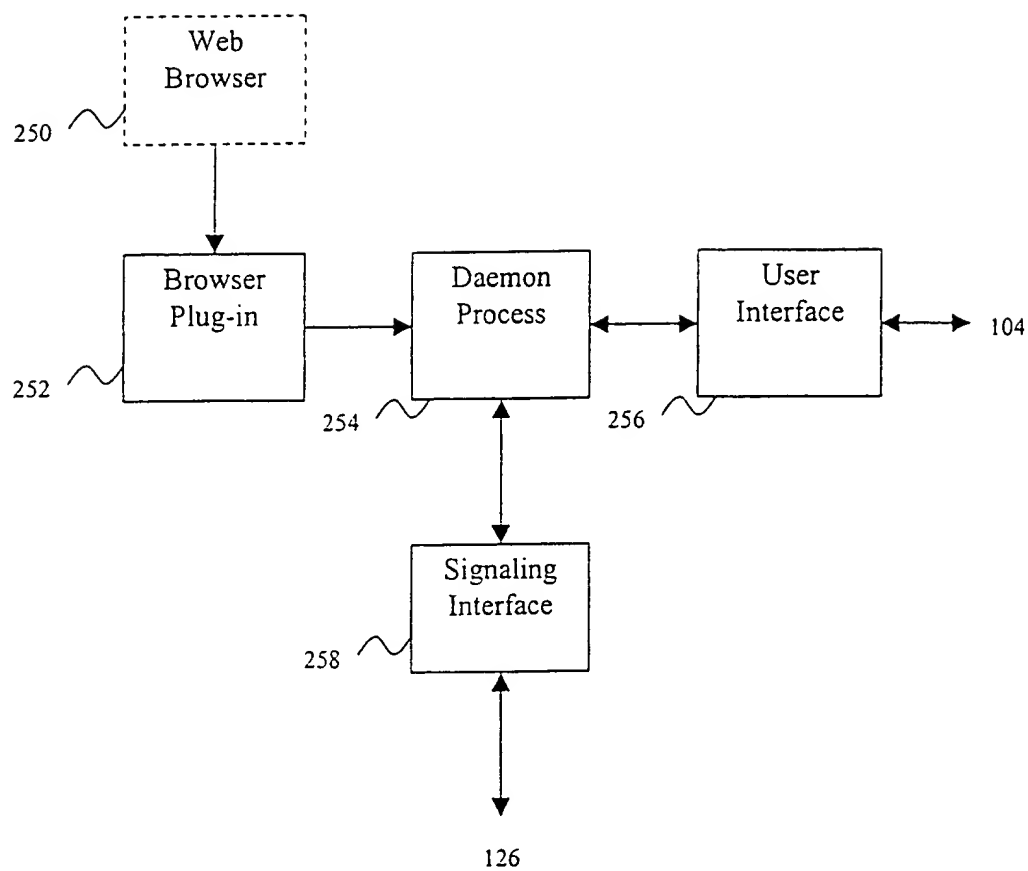 Web
Browser
250
Browser
Plug-in
252
Daemon
Process
254
User
Interface
256
104
Signaling
Interface
258
126